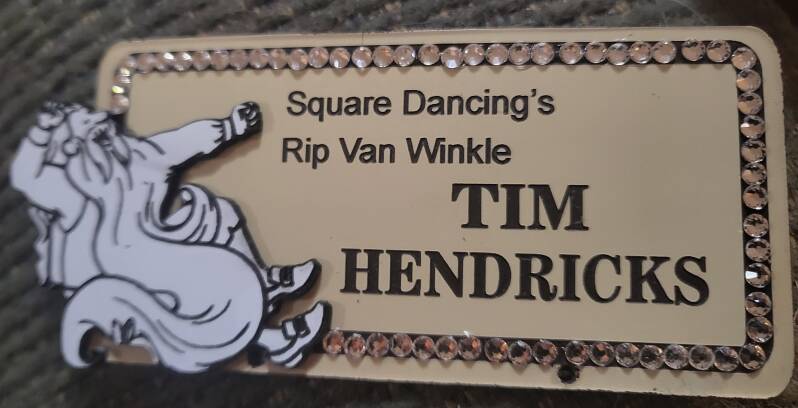 Square Dancing's
Rip Van Winkle
TIM
HENDRICKS